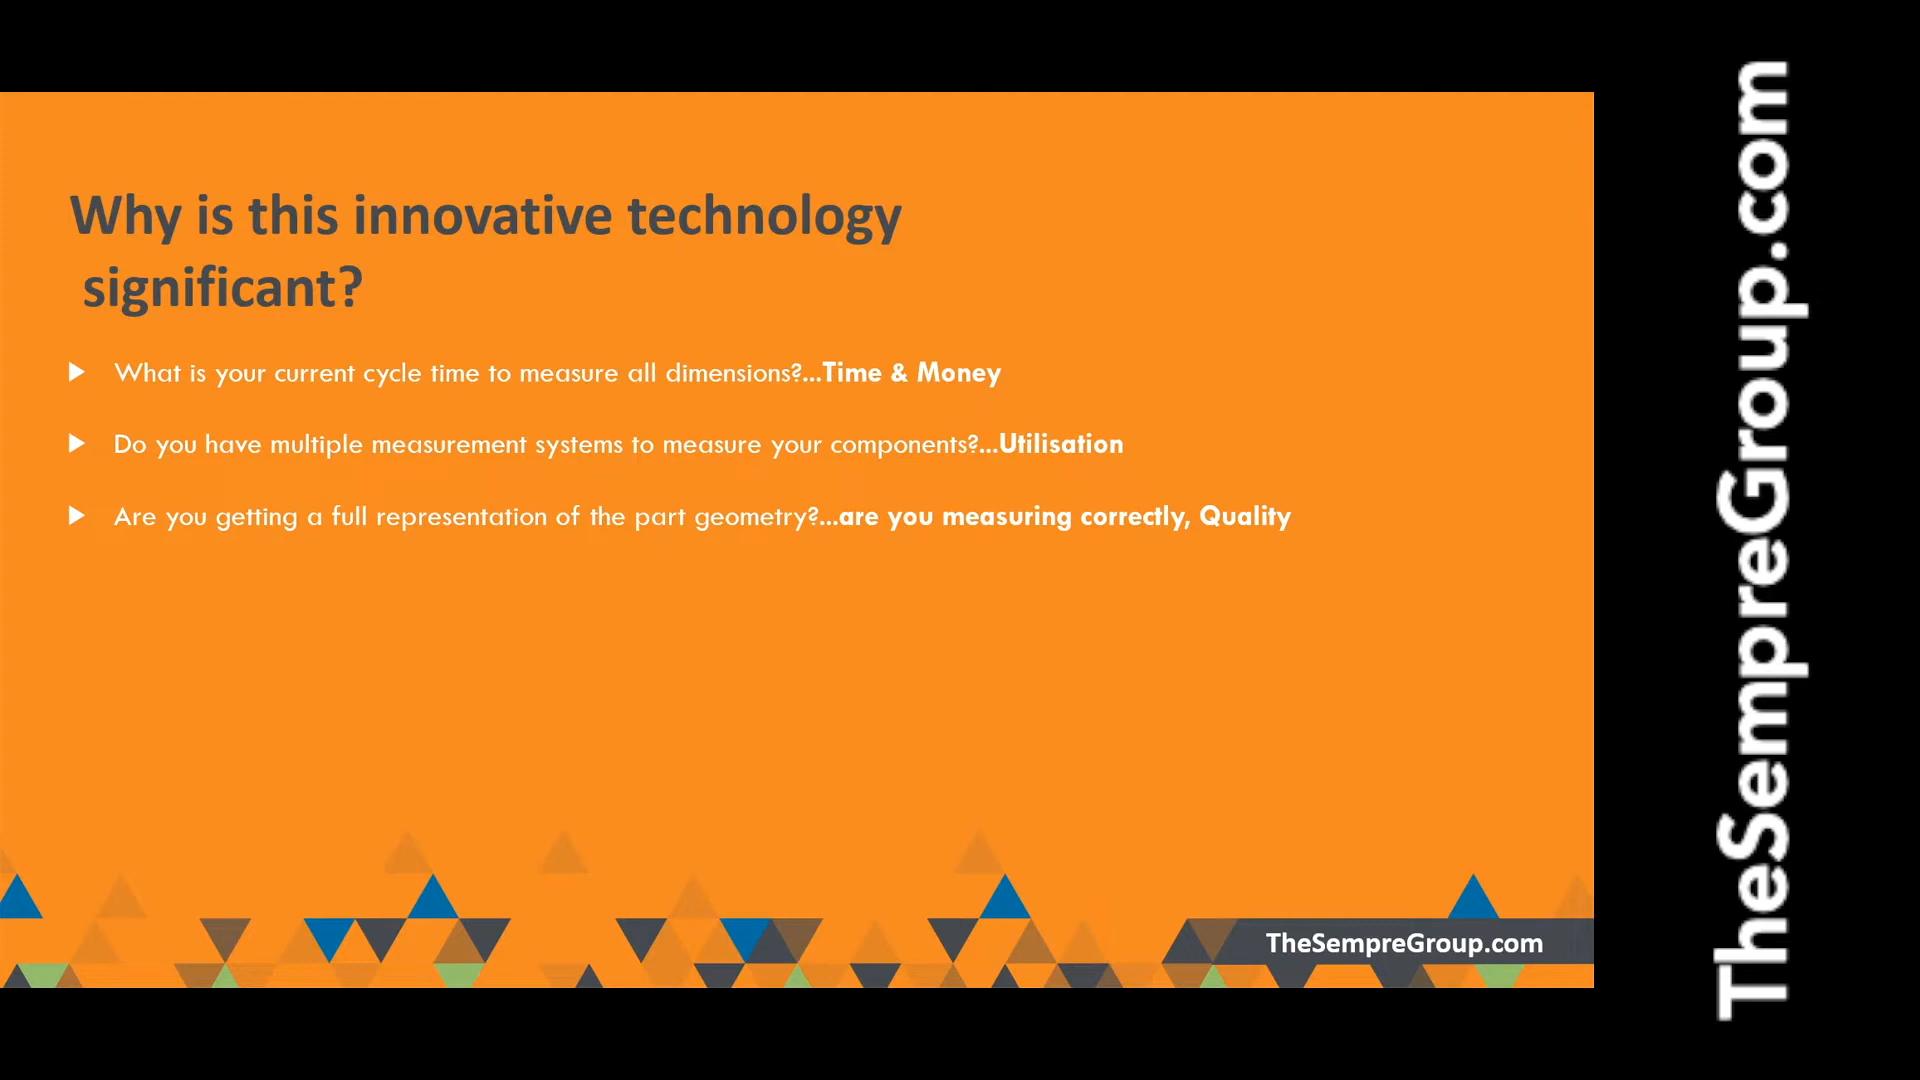 Why is this innovative technology
significant?
What is your current cycle time to measure all dimensions?...Time & Money
Do you have multiple measurement systems to measure your components?...Utilisation
Are you getting a full representation of the part geometry?...are you measuring correctly, Quality
TheSempreGroup.com
TheSempreGroup.com